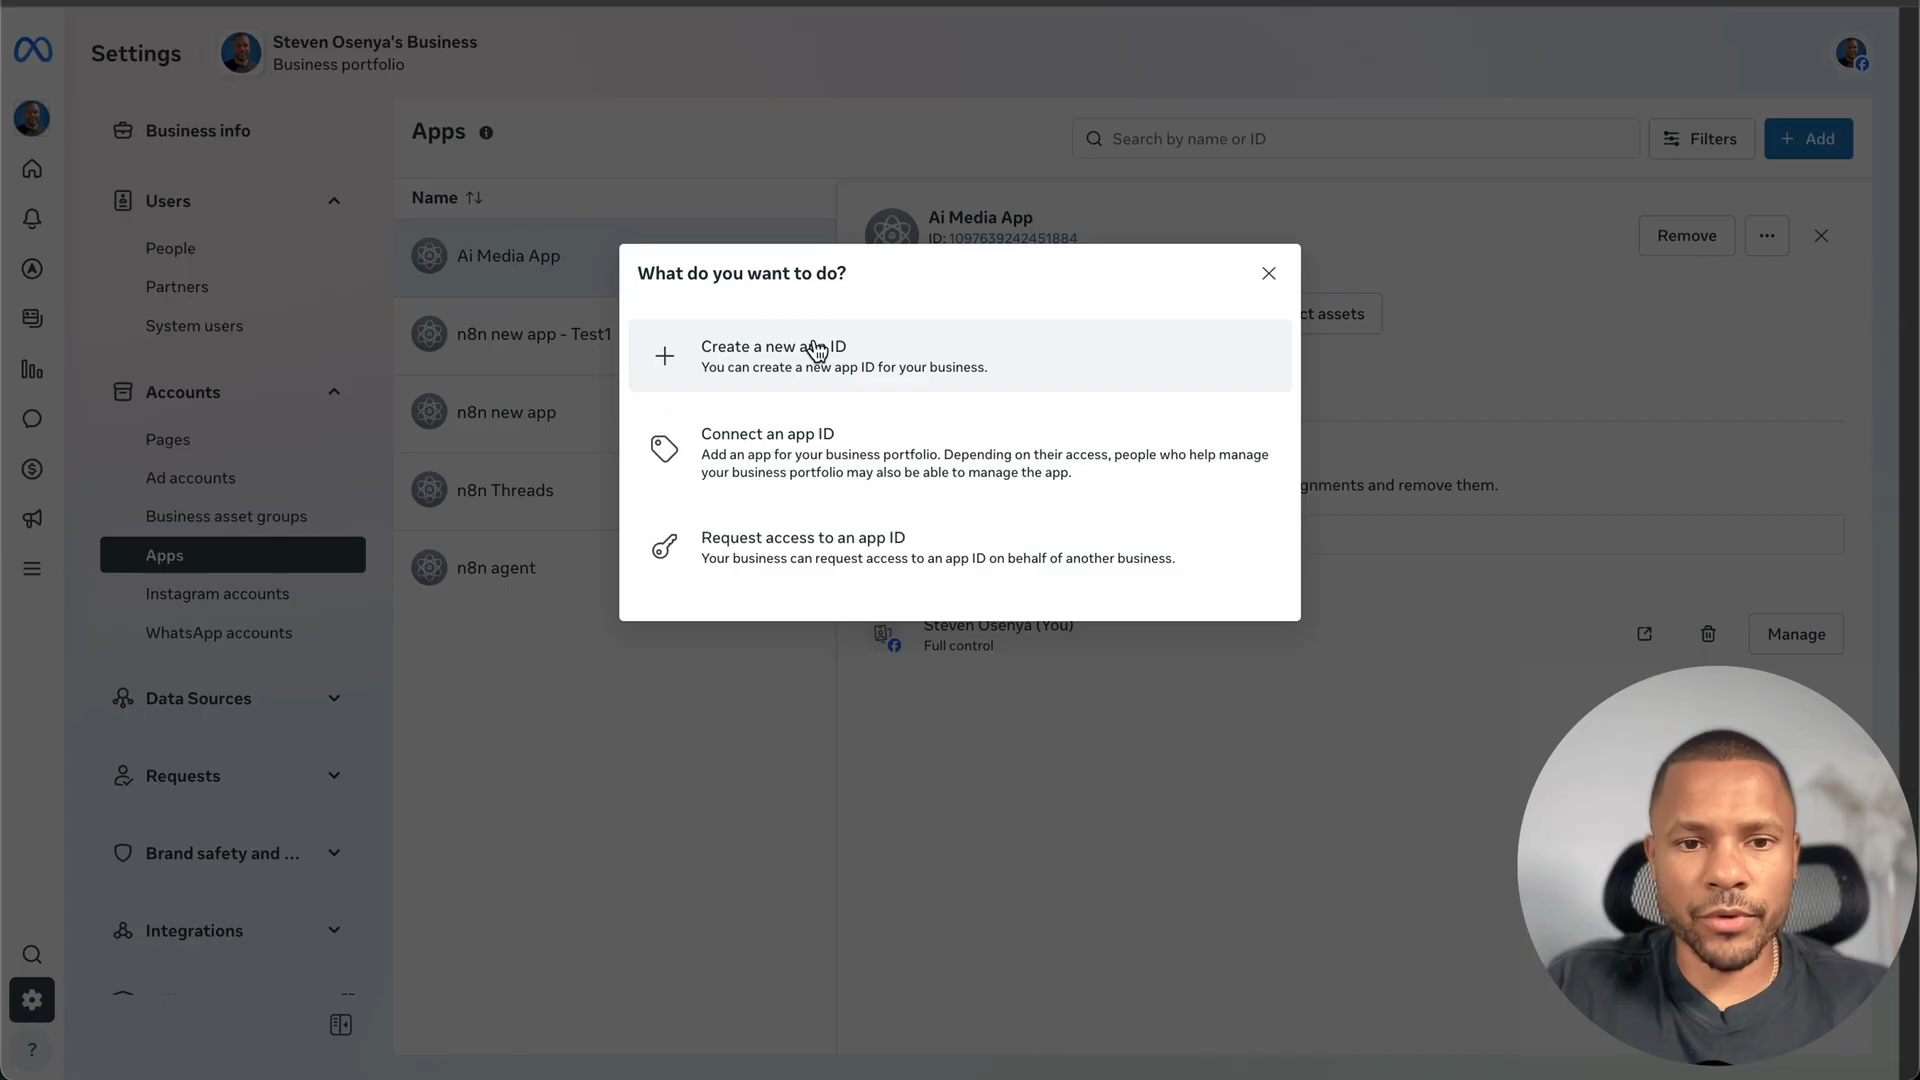 Settings
Steven Osenya's Business
Business portfolio
Business info
Users
People
Partners
System users
Accounts
Pages
Ad accounts
Business asset groups
Apps
Instagram accounts
WhatsApp accounts
Data Sources
Requests
Brand safety and ...
Integrations
?
Apps
Search by name or ID
Filters
+ Add
Name
Ai Media App
n8n new app - Test1
n8n new app
n8n Threads
n8n agent
Ai Media App
ID: 1097639242451884
Remove
ct assets
gnments and remove them.
Steven Osenya (You)
Full control
Manage
What do you want to do?
Create a new app ID
You can create a new app ID for your business.
Connect an app ID
Add an app for your business portfolio. Depending on their access, people who help manage
your business portfolio may also be able to manage the app.
Request access to an app ID
Your business can request access to an app ID on behalf of another business.